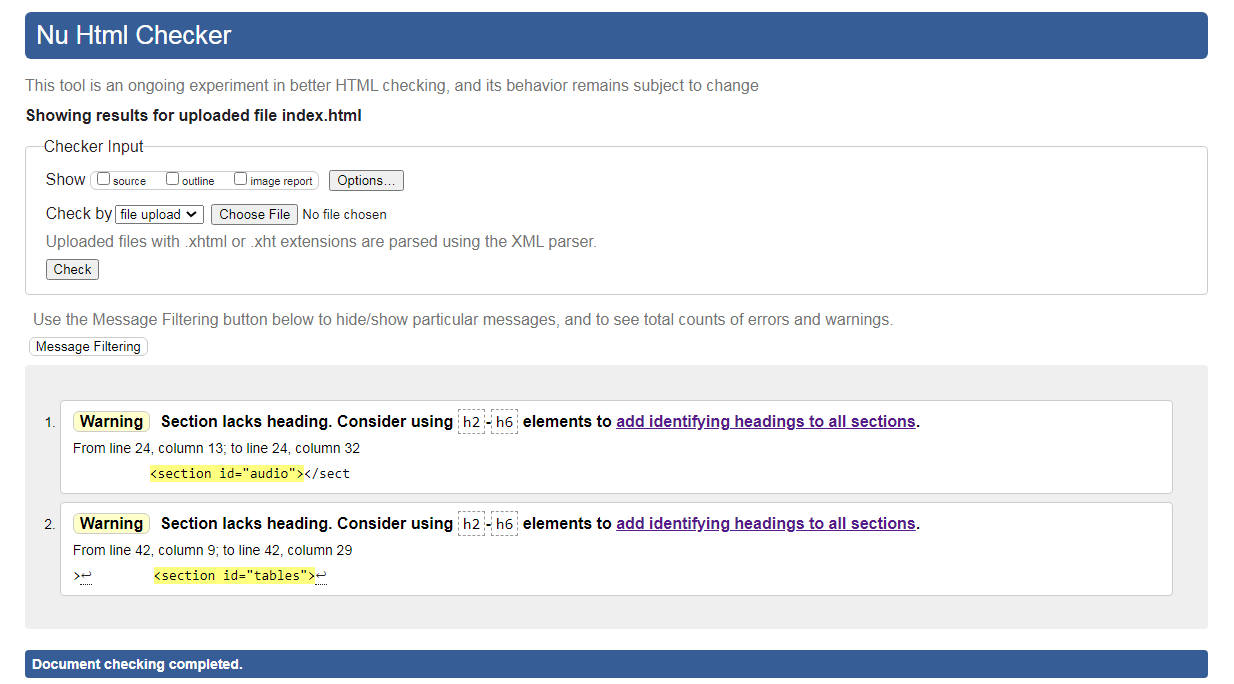 Nu Html Checker
This tool is an ongoing experiment in better HTML checking, and its behavior remains subject to change
Showing results for uploaded file index.html
Checker Input
Show source outline image report Options...
Check by file upload Choose File No file chosen
Uploaded files with .xhtml or .xht extensions are parsed using the XML parser.
Check
Use the Message Filtering button below to hide/show particular messages, and to see total counts of errors and warnings.
Message Filtering
1. Warning Section lacks heading. Consider using h2-h6 elements to add identifying headings to all sections.
From line 24, column 13; to line 24, column 32
<section id="audio"></sect
2. Warning Section lacks heading. Consider using h2-h6 elements to add identifying headings to all sections.
From line 42, column 9; to line 42, column 29
>↩ <section id="tables">↩
Document checking completed.